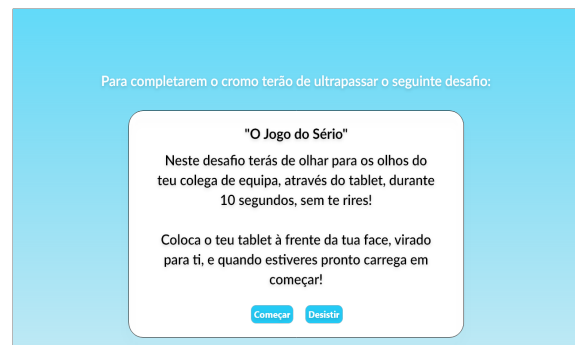 Para completarem o cromo terão de ultrapassar o seguinte desafio:
"O Jogo do Sério"
Neste desafio terás de olhar para os olhos do
teu colega de equipa, através do tablet, durante
10 segundos, sem te rires!
Coloca o teu tablet à frente da tua face, virado
para ti, e quando estiveres pronto carrega em
começar!
Começar Desistir